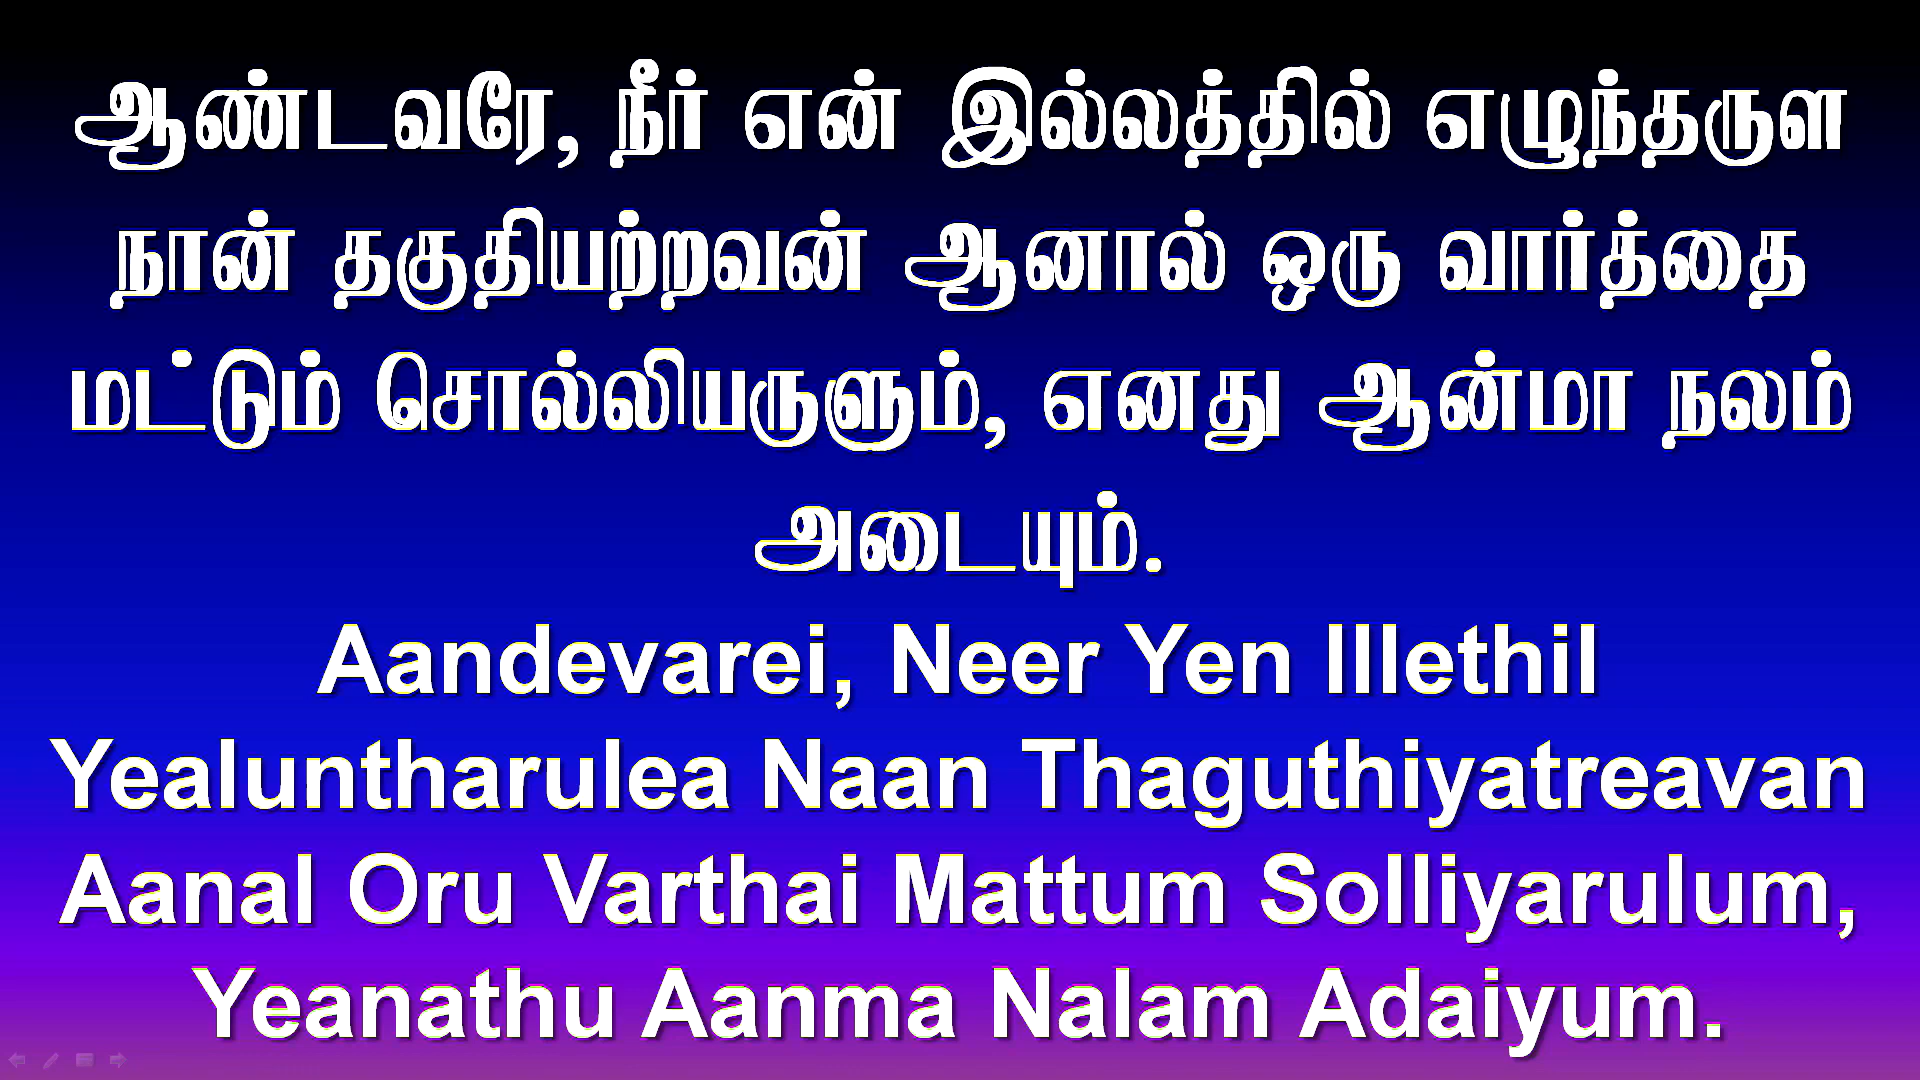 ஆண்டவரே, நீர் என் இல்லத்தில் எழுந்தருள
நான் தகுதியற்றவன் ஆனால் ஒரு வார்த்தை
மட்டும் சொல்லியருளும், எனது ஆன்மா நலம்
அடையும்.
Aandevarei, Neer Yen Illethil
Yealuntharulea Naan Thaguthiyatreavan
Aanal Oru Varthai Mattum Solliyarulum,
Yeanathu Aanma Nalam Adaiyum.